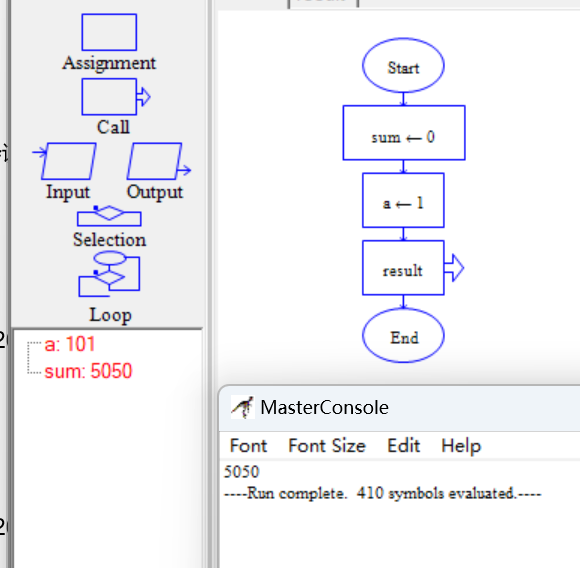 Assignment
Call
Input
Output
Selection
Loop
a: 101
sum: 5050
Start
sum ← 0
a ← 1
result
End
MasterConsole
Font Font Size Edit Help
5050
----Run complete. 410 symbols evaluated.----